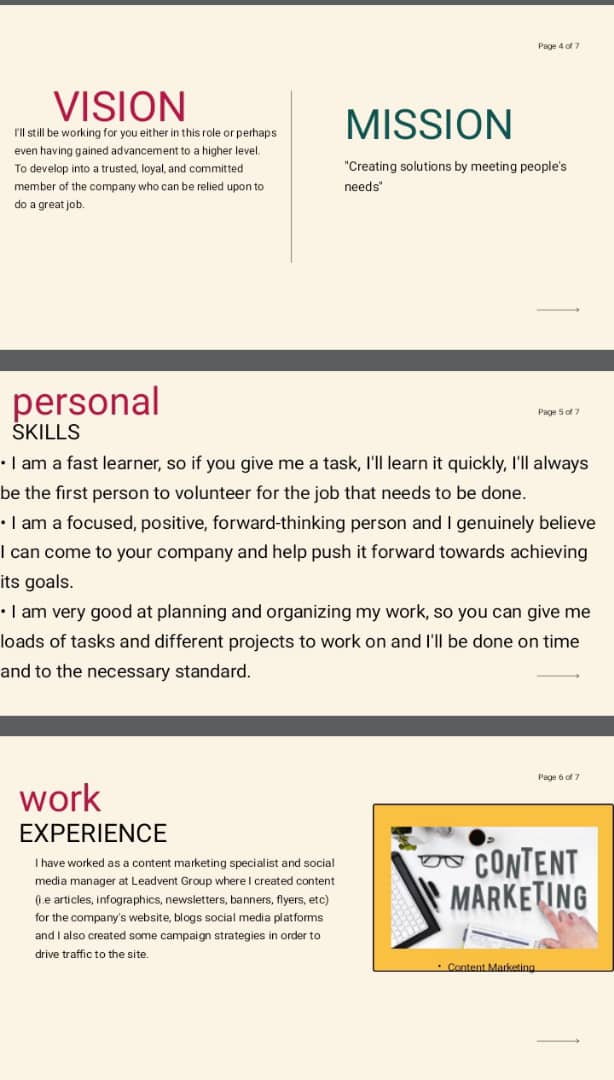 Page 4 of 7
VISION
I'll still be working for you either in this role or perhaps
even having gained advancement to a higher level.
To develop into a trusted, loyal, and committed
member of the company who can be relied upon to
do a great job.
MISSION
"Creating solutions by meeting people's
needs"
personal
SKILLS
Page 5 of 7
• I am a fast learner, so if you give me a task, I'll learn it quickly, I'll always
be the first person to volunteer for the job that needs to be done.
• I am a focused, positive, forward-thinking person and I genuinely believe
I can come to your company and help push it forward towards achieving
its goals.
• I am very good at planning and organizing my work, so you can give me
loads of tasks and different projects to work on and I'll be done on time
and to the necessary standard.
Page 6 of 7
work
EXPERIENCE
I have worked as a content marketing specialist and social
media manager at Leadvent Group where I created content
(i.e articles, infographics, newsletters, banners, flyers, etc)
for the company's website, blogs social media platforms
and I also created some campaign strategies in order to
drive traffic to the site.
CONTENT
MARKETING
• Content Marketing